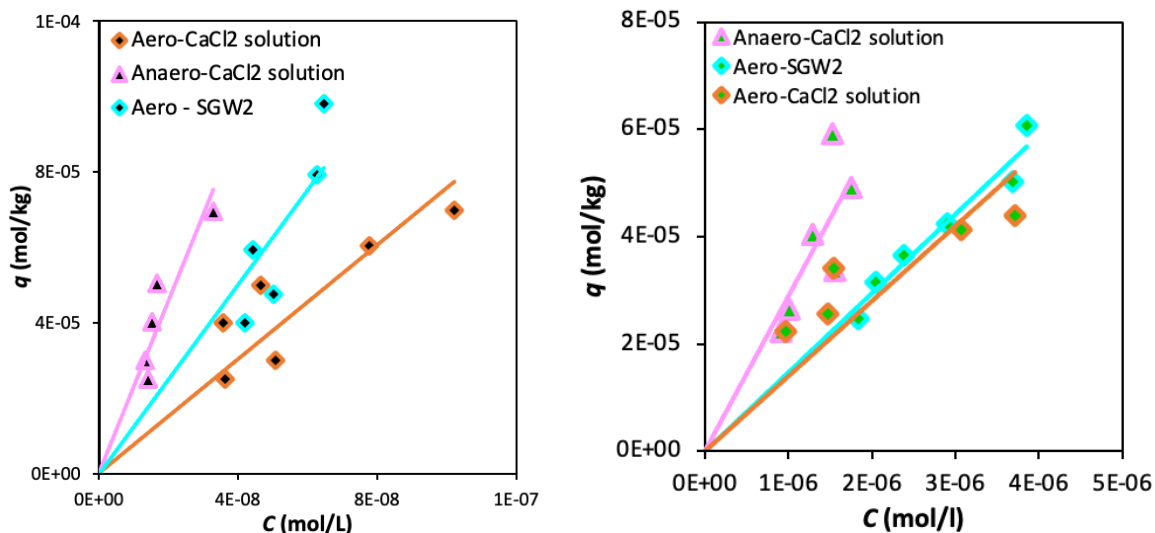 1E-04
8E-05
4E-05
0E+00
q (mol/kg)
Aero-CaCl2 solution
Anaero-CaCl2 solution
Aero - SGW2
0E+00
4E-08
8E-08
1E-07
C (mol/L)
8E-05
6E-05
4E-05
2E-05
0E+00
q (mol/kg)
Anaero-CaCl2 solution
Aero-SGW2
Aero-CaCl2 solution
0E+00
1E-06
2E-06
3E-06
4E-06
5E-06
C (mol/l)